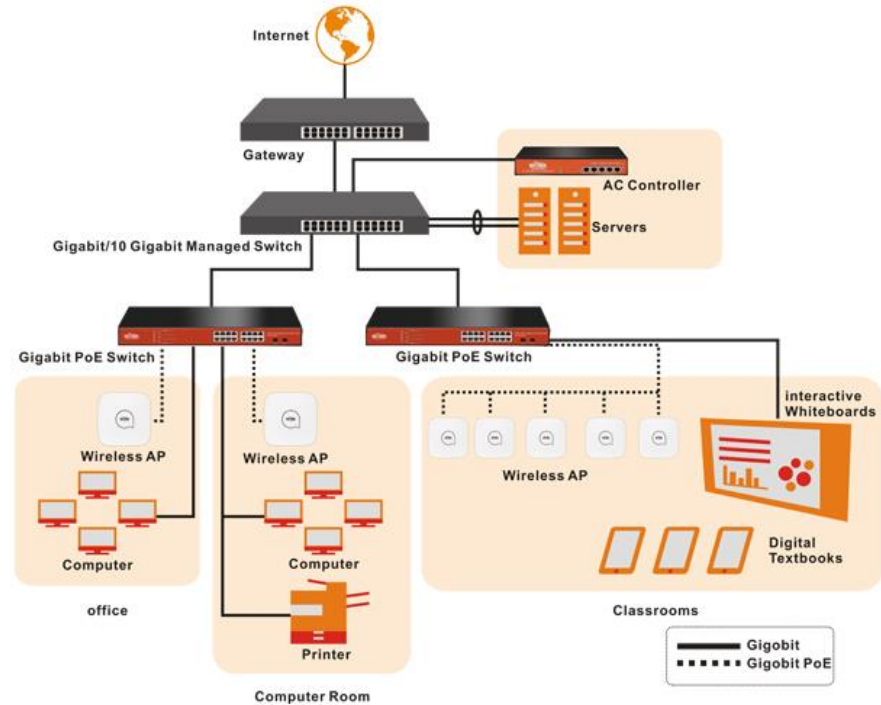 Internet
Gateway
AC Controller
Servers
Gigabit/10 Gigabit Managed Switch
Gigabit PoE Switch
Gigabit PoE Switch
interactive
Whiteboards
Wireless AP
Wireless AP
Wireless AP
Computer
Computer
Digital
Textbooks
office
Printer
Classrooms
Computer Room
Gigobit
Gigobit PoE